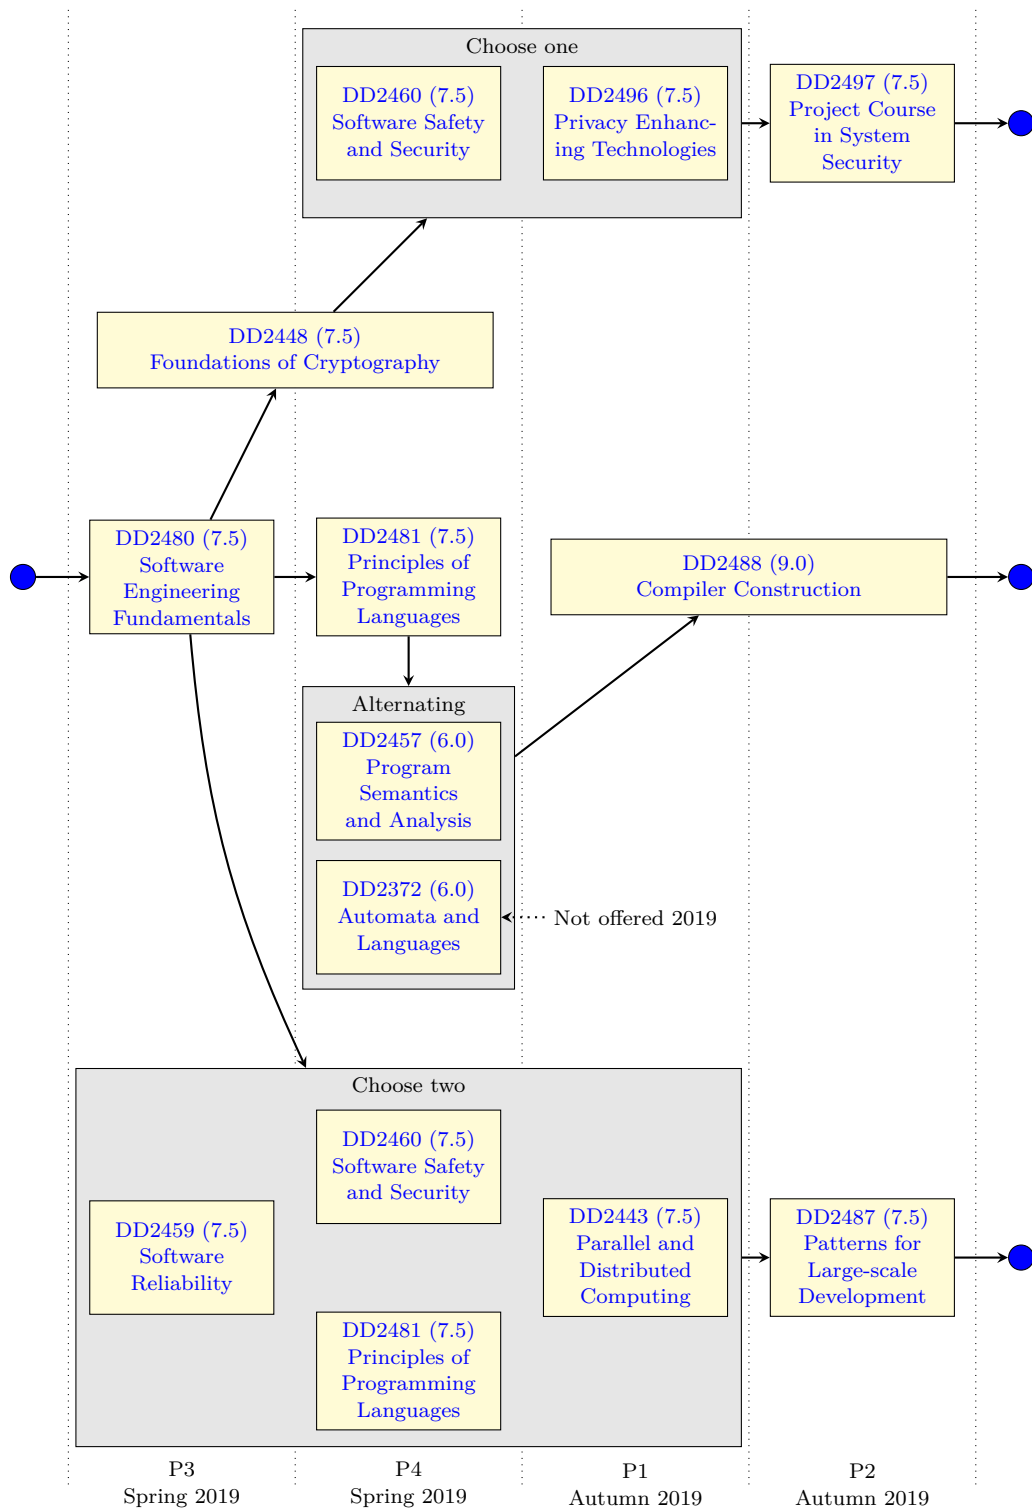 Choose one
DD2460 (7.5)
Software Safety
and Security
DD2496 (7.5)
Privacy Enhanc-
ing Technologies
DD2497 (7.5)
Project Course
in System
Security
DD2448 (7.5)
Foundations of Cryptography
DD2480 (7.5)
Software
Engineering
Fundamentals
DD2481 (7.5)
Principles of
Programming
Languages
DD2488 (9.0)
Compiler Construction
Alternating
DD2457 (6.0)
Program
Semantics
and Analysis
DD2372 (6.0)
Automata and
Languages
Not offered 2019
Choose two
DD2460 (7.5)
Software Safety
and Security
DD2459 (7.5)
Software
Reliability
DD2443 (7.5)
Parallel and
Distributed
Computing
DD2487 (7.5)
Patterns for
Large-scale
Development
DD2481 (7.5)
Principles of
Programming
Languages
P3
Spring 2019
P4
Spring 2019
P1
Autumn 2019
P2
Autumn 2019